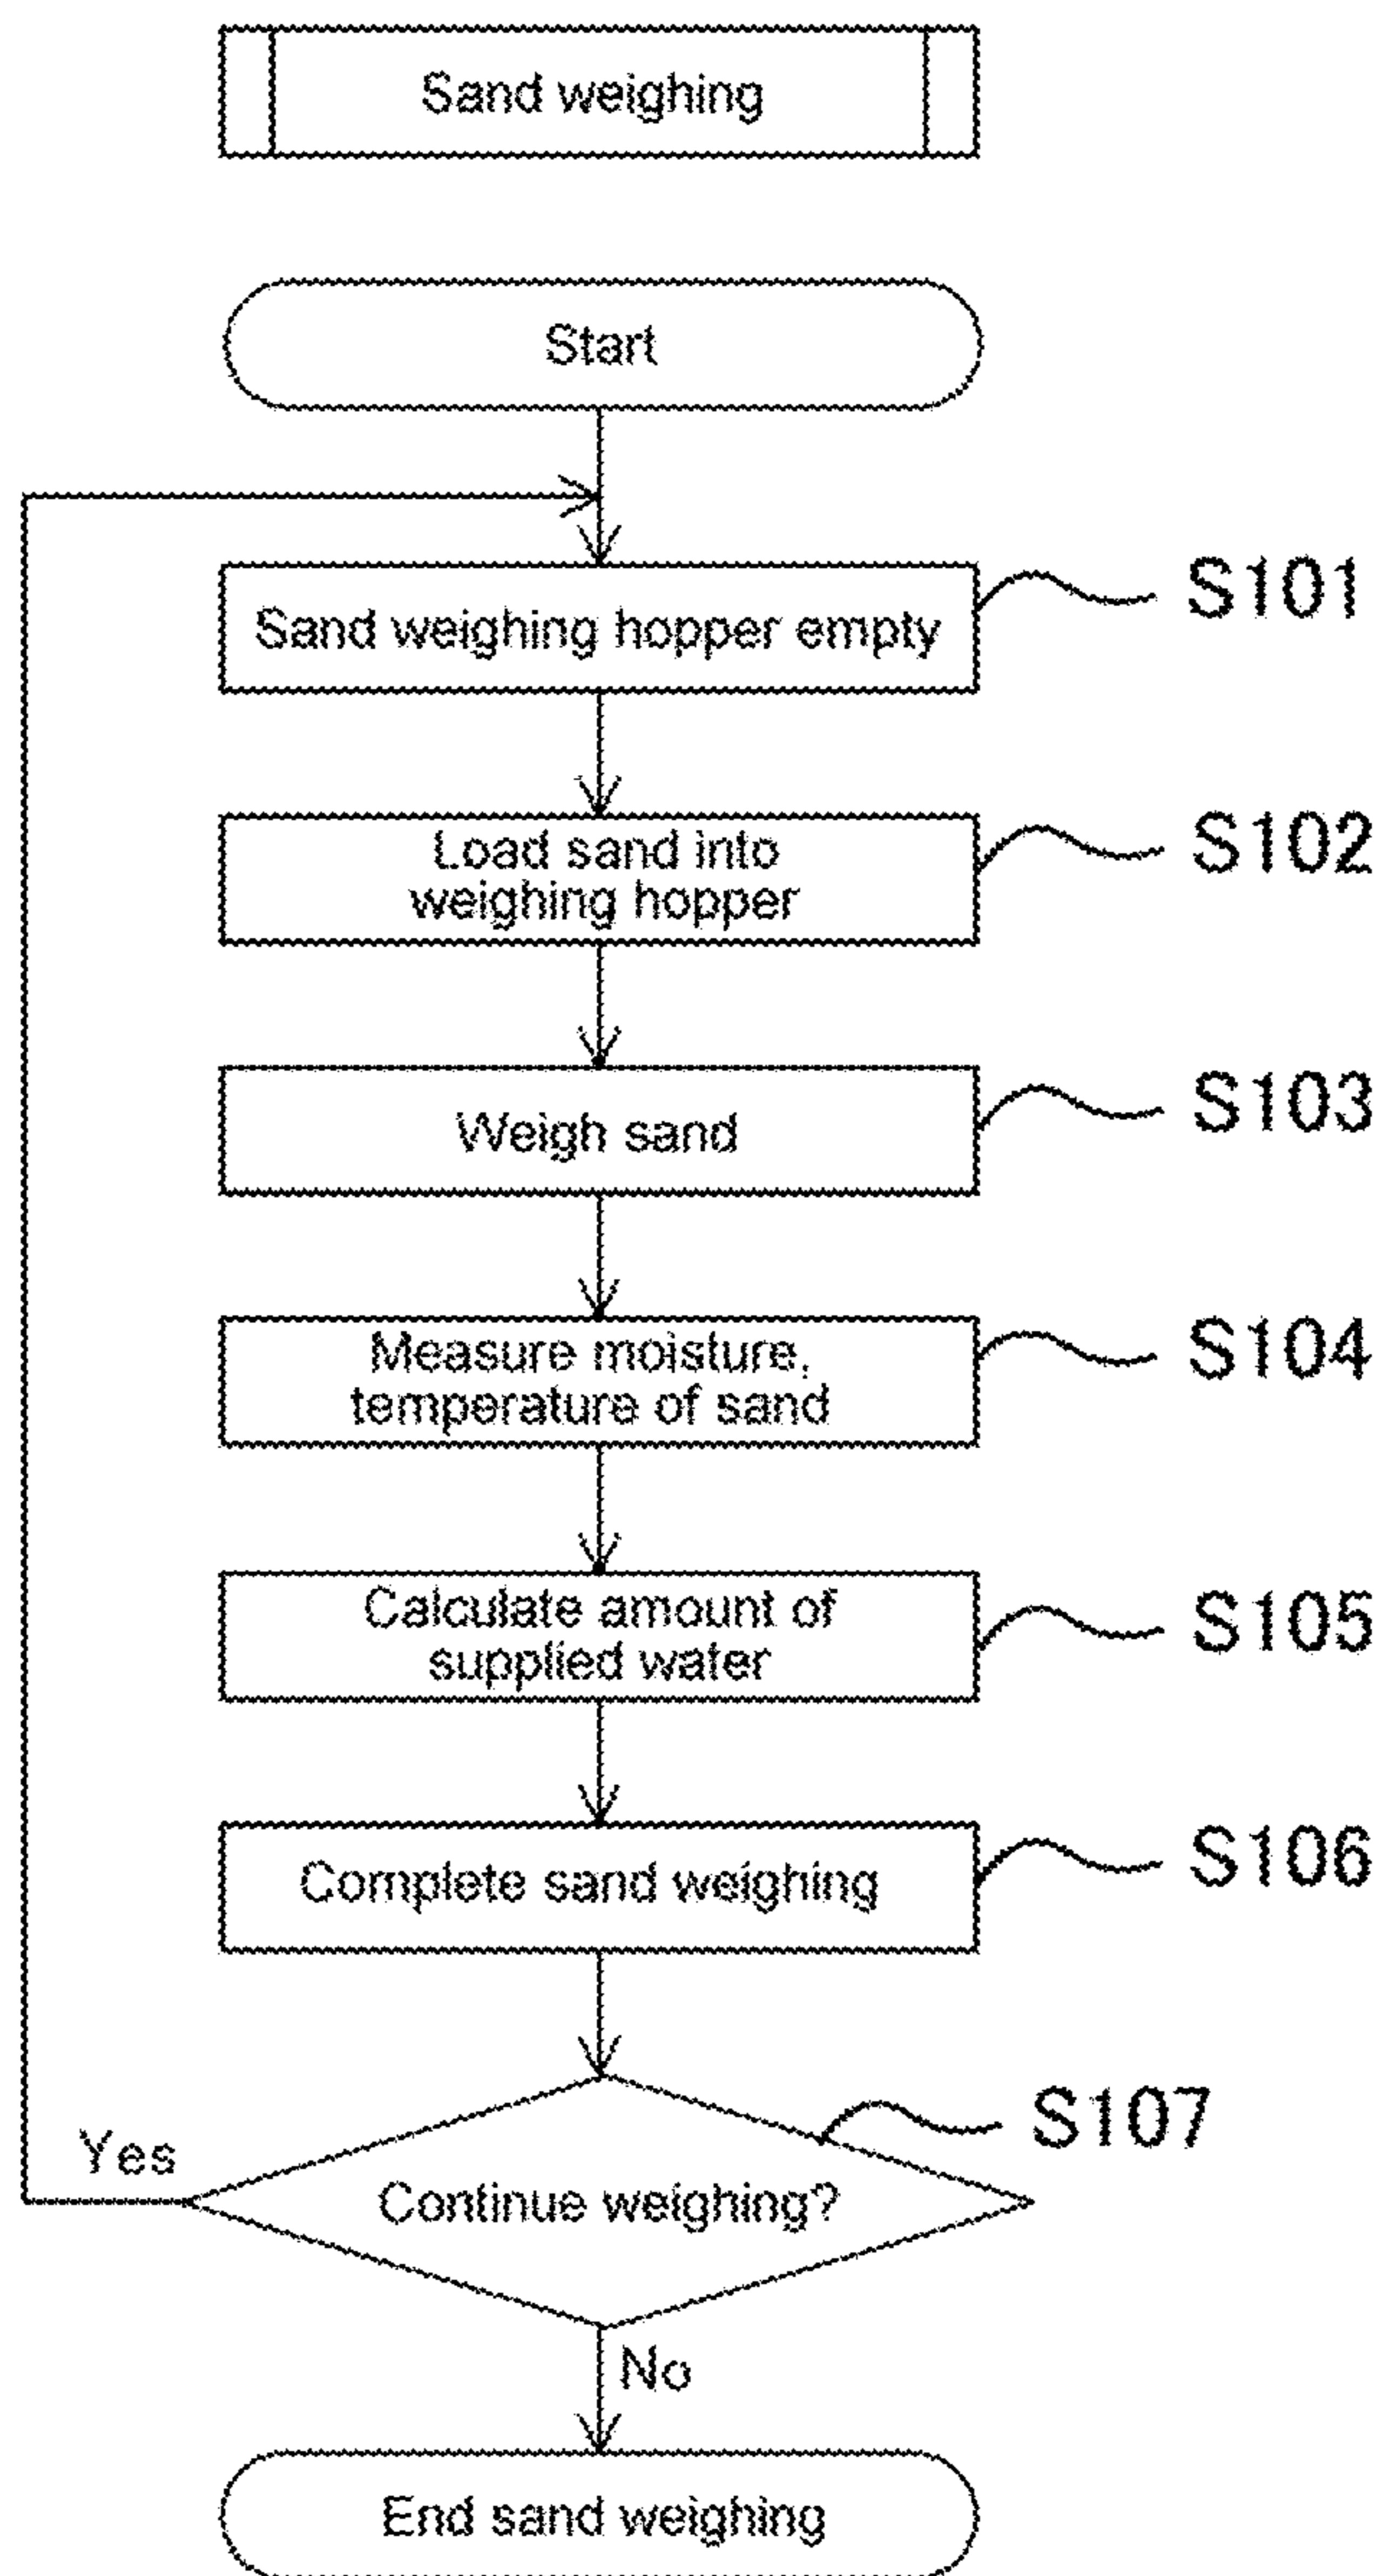 Sand weighing
Start
Sand weighing hopper empty
S101
Load sand into
weighing hopper
S102
Weigh sand
S103
Measure moisture,
temperature of sand
S104
Calculate amount of
supplied water
S105
Complete sand weighing
S106
S107
Yes
Continue weighing?
No
End sand weighing